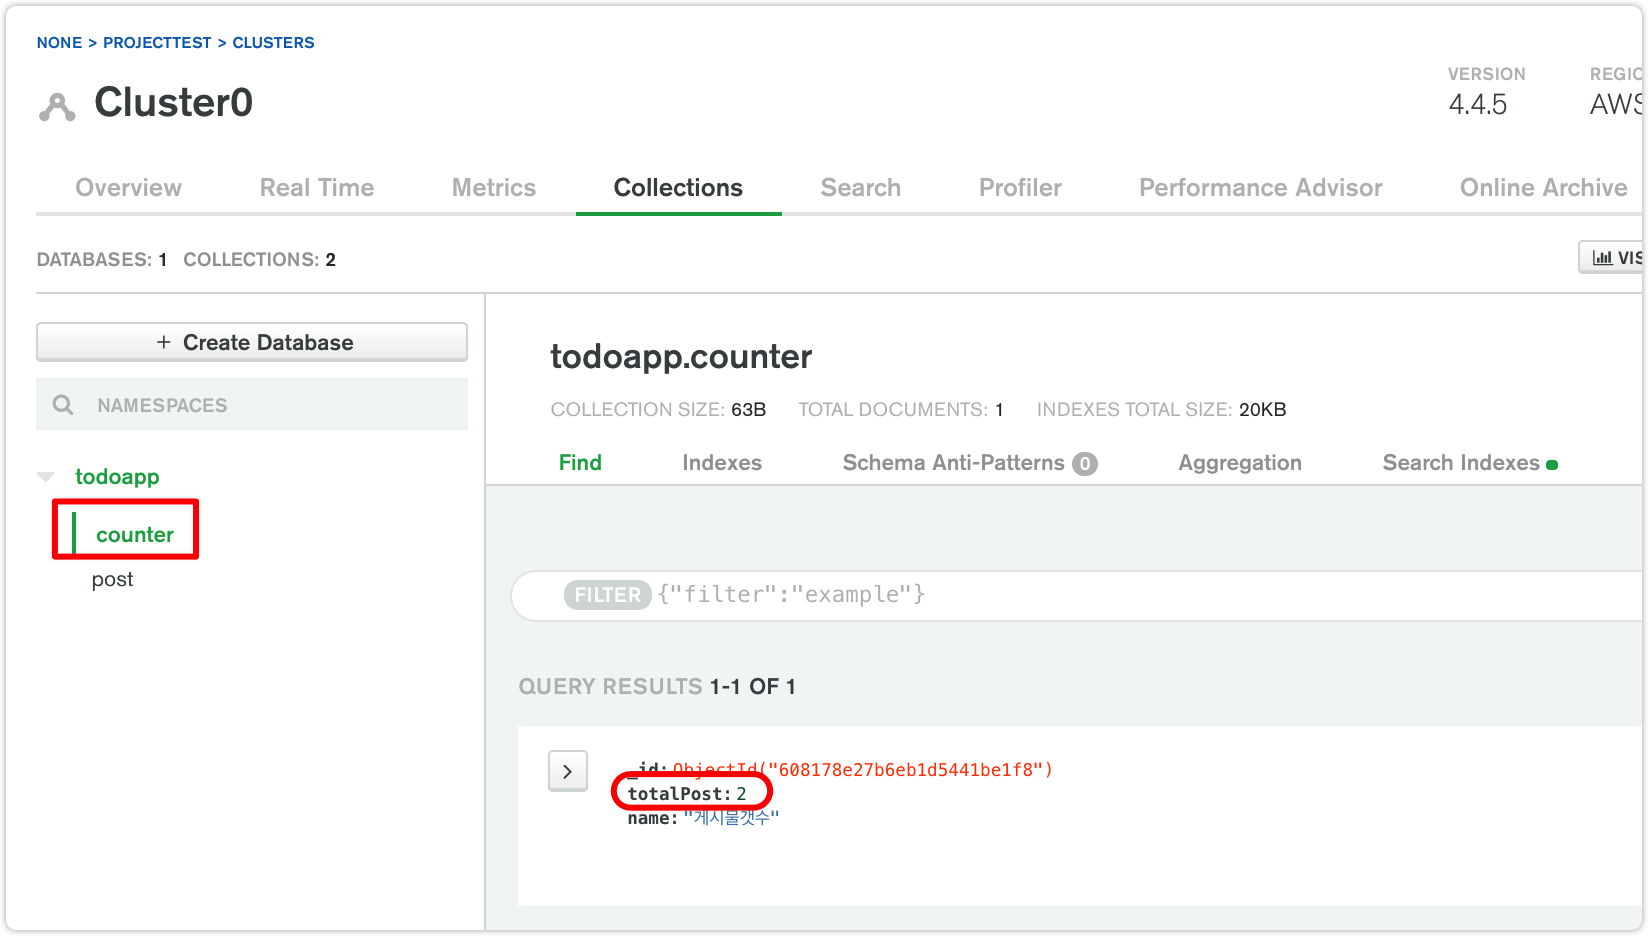 NONE > PROJECTTEST > CLUSTERS
Cluster0
VERSION
4.4.5
REGIO
AWS
Overview Real Time Metrics Collections Search Profiler Performance Advisor Online Archive
DATABASES: 1 COLLECTIONS: 2
VIS
+ Create Database
NAMESPACES
todoapp
counter
post
todoapp.counter
COLLECTION SIZE: 63B TOTAL DOCUMENTS: 1 INDEXES TOTAL SIZE: 20KB
Find Indexes Schema Anti-Patterns 0 Aggregation Search Indexes
FILTER {"filter":"example"}
QUERY RESULTS 1-1 OF 1
_id: ObjectId("608178e27b6eb1d5441be1f8")
totalPost: 2
name: "게시물갯수"